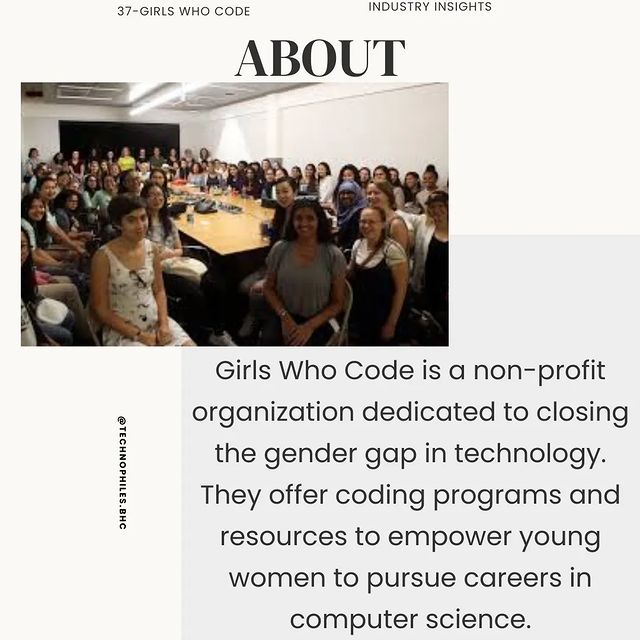 37-GIRLS WHO CODE
INDUSTRY INSIGHTS
ABOUT
Girls Who Code is a non-profit
organization dedicated to closing
the gender gap in technology.
They offer coding programs and
resources to empower young
women to pursue careers in
computer science.
@TECHNOPHILES.BHC